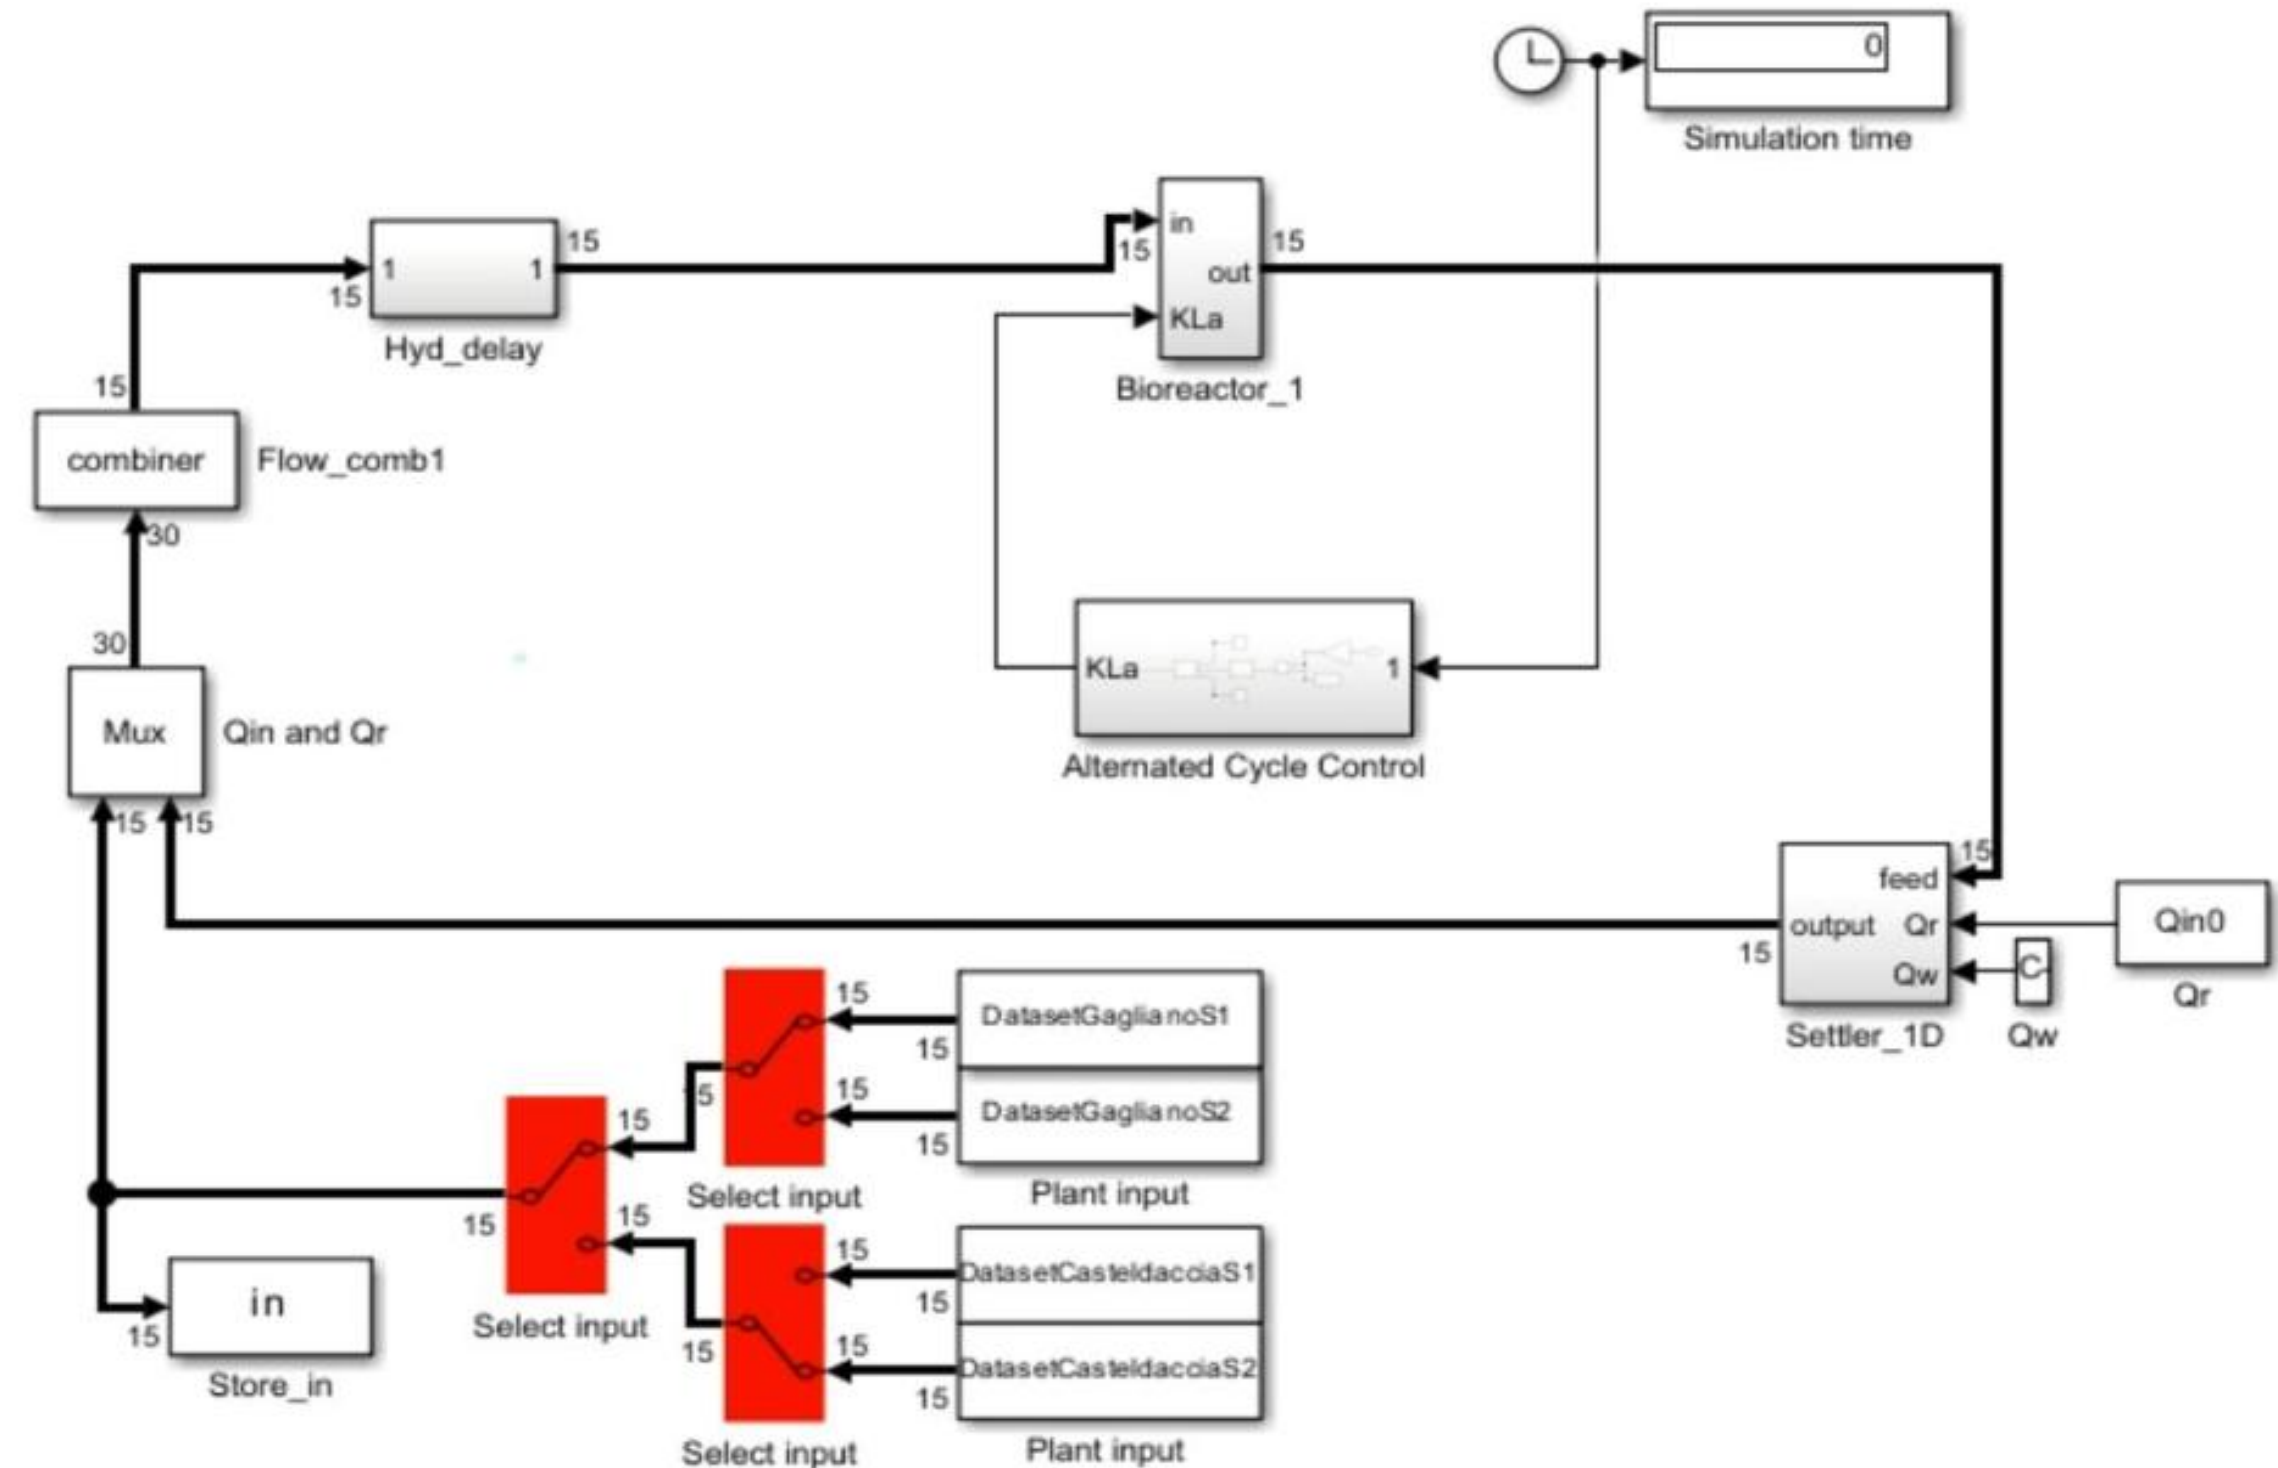 0
Simulation time
15
in
15
15
1
1
out
15
KLa
Hyd_delay
Bioreactor_1
15
combiner
Flow_comb1
30
30
KLa
1
Mux
Qin and Qr
Alternated Cycle Control
15
15
15
feed
output
Qr
Qin0
15
Qw
C
Qr
Settler_1D
Qw
15
DatasetGaglianoS1
15
15
5
DatasetGaglianoS2
15
15
Select input
Plant input
15
15
15
DatasetCasteldacciaS1
15
in
Select input
15
15
15
DatasetCasteldacciaS2
15
Store_in
Select input
Plant input